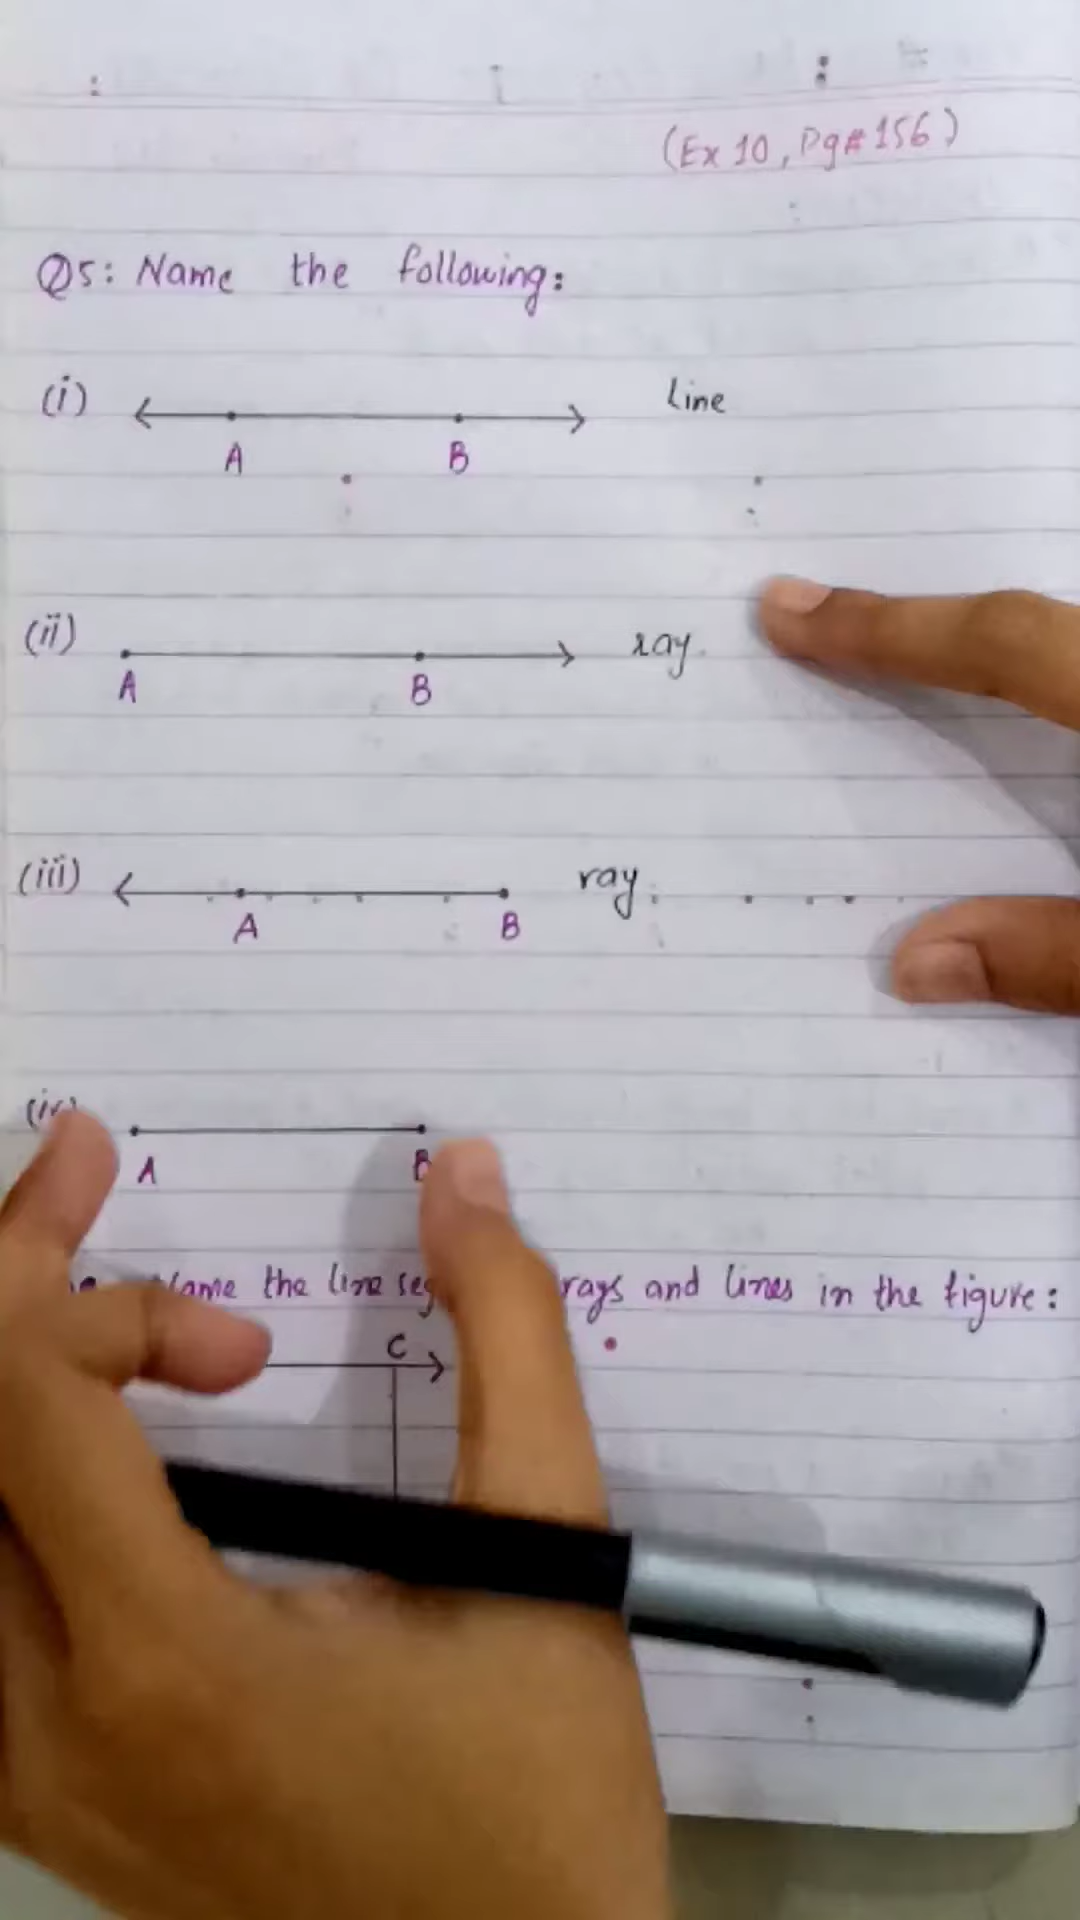 (Ex 10, Pg# 156)
Q5: Name the following:
(i) A B Line
(ii) A B ray.
(iii) A B ray.
A B
the line rays and lines in the figure:
C